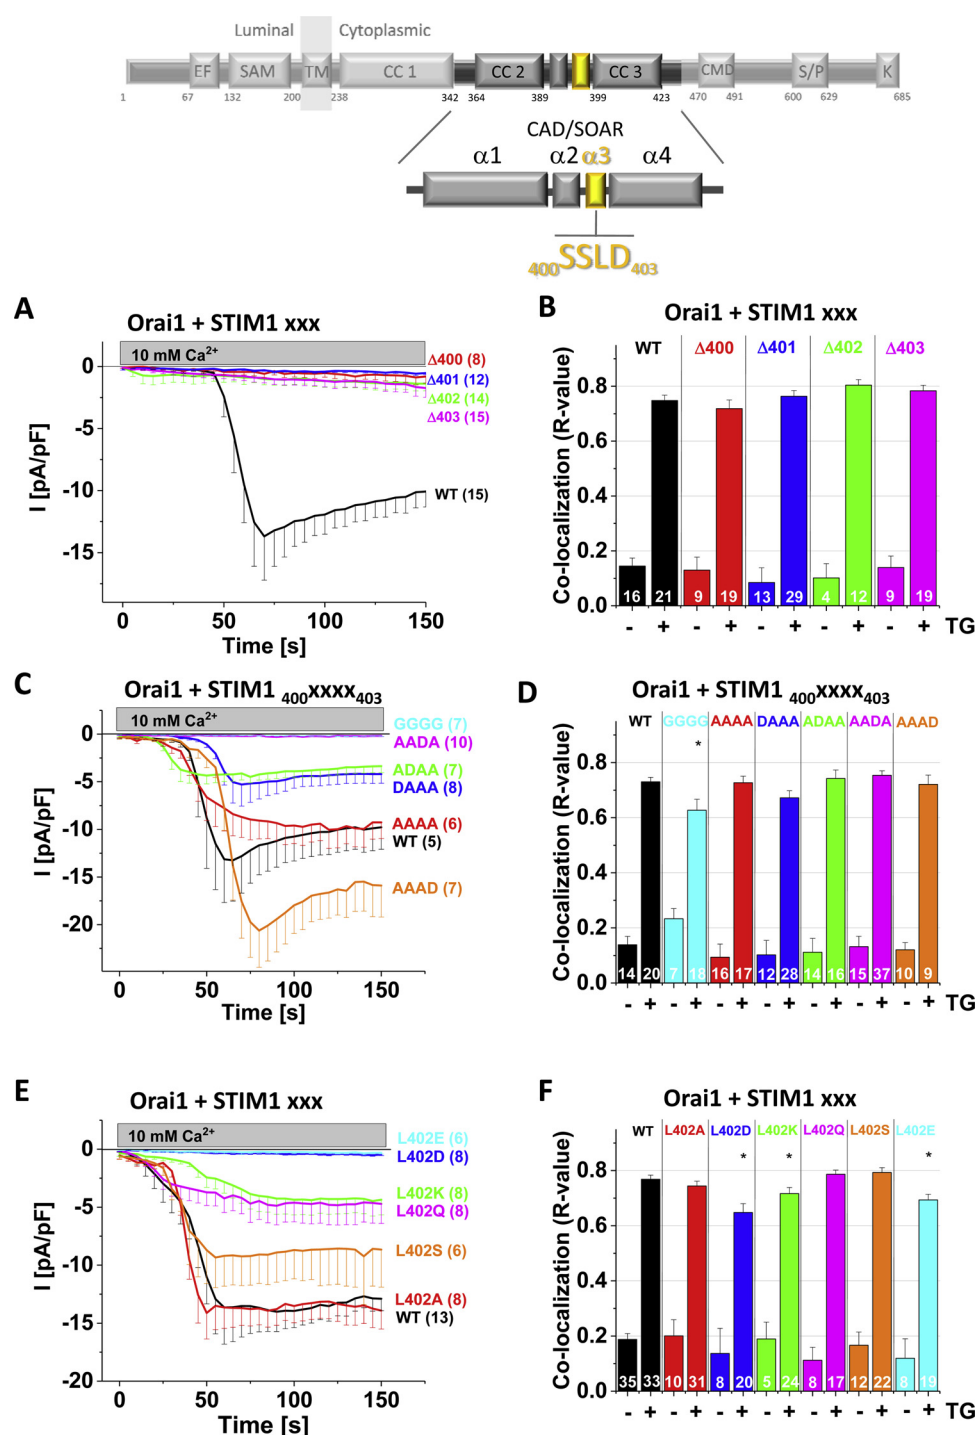 Luminal Cytoplasmic
EF SAM TM CC 1 CC 2 CC 3 CMD S/P K
1 67 132 200 238 342 364 389 399 423 470 491 600 629 685
CAD/SOAR
α1 α2 α3 α4
400SSLD403
A
Orai1 + STIM1 xxx
10 mM Ca2+
0
-5
-10
-15
I [pA/pF]
Δ400 (8)
Δ401 (12)
Δ402 (14)
Δ403 (15)
WT (15)
0 50 100 150
Time [s]
B
Orai1 + STIM1 xxx
WT Δ400 Δ401 Δ402 Δ403
0.8
0.6
0.4
0.2
0.0
Co-localization (R-value)
16 21 9 19 13 29 4 12 9 19
- + - + - + - + - + TG
C
Orai1 + STIM1 400xxxx403
10 mM Ca2+
0
-5
-10
-15
-20
I [pA/pF]
GGGG (7)
AADA (10)
ADAA (7)
DAAA (8)
AAAA (6)
WT (5)
AAAD (7)
0 50 100 150
Time [s]
D
Orai1 + STIM1 400xxxx403
WT GGGG AAAA DAAA ADAA AADA AAAD
*
0.8
0.6
0.4
0.2
0.0
Co-localization (R-value)
14 20 7 18 16 17 12 28 14 16 15 37 10 9
- + - + - + - + - + - + - + TG
E
Orai1 + STIM1 xxx
10 mM Ca2+
0
-5
-10
-15
-20
I [pA/pF]
L402E (6)
L402D (8)
L402K (8)
L402Q (8)
L402S (6)
L402A (8)
WT (13)
0 50 100 150
Time [s]
F
Orai1 + STIM1 xxx
WT L402A L402D L402K L402Q L402S L402E
* * *
0.8
0.6
0.4
0.2
0.0
Co-localization (R-value)
35 33 10 31 8 20 5 24 8 17 12 22 8 19
- + - + - + - + - + - + - + TG